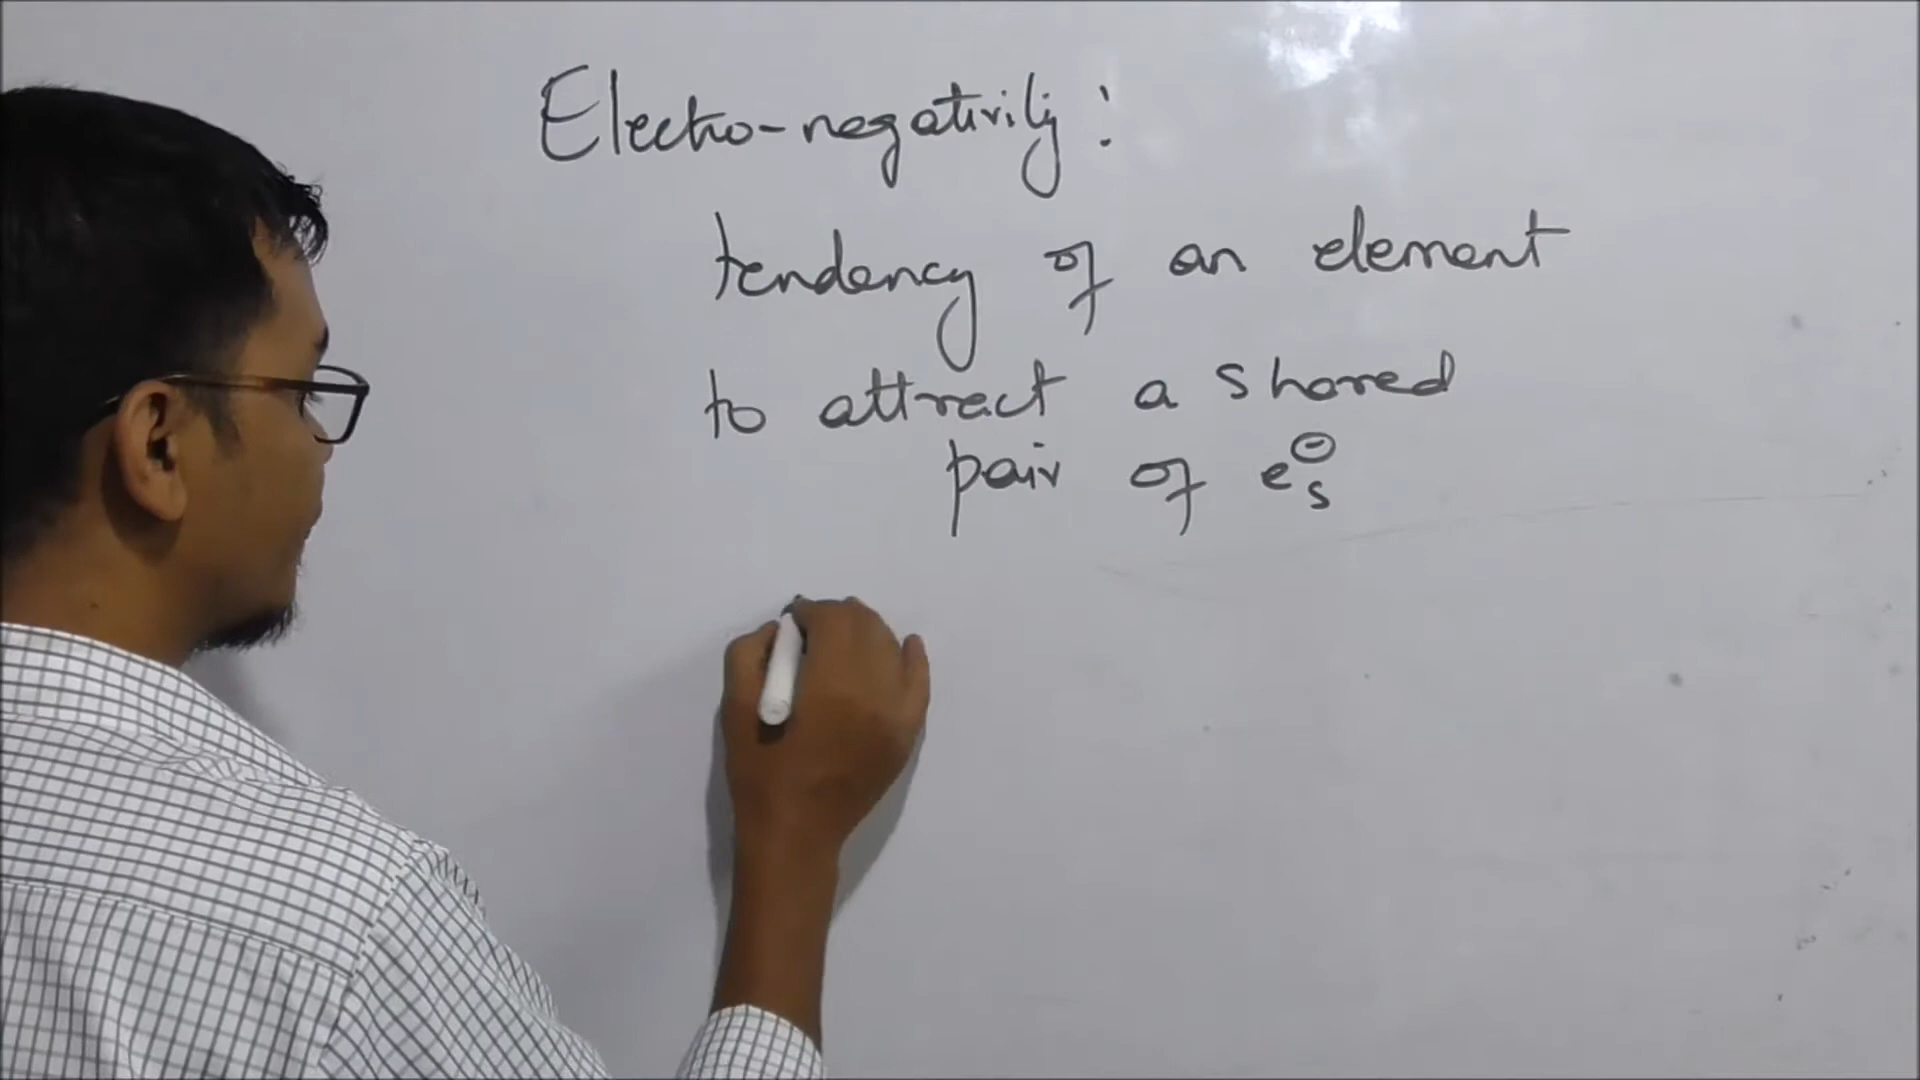 Electro-negativity:
tendency of an element
to attract a shared
pair of e⊖s